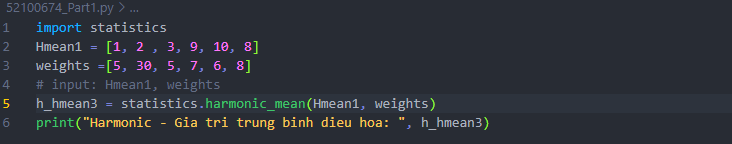 52100674_Part1.py > ...
1 import statistics
2 Hmean1 = [1, 2 , 3, 9, 10, 8]
3 weights =[5, 30, 5, 7, 6, 8]
4 # input: Hmean1, weights
5 h_hmean3 = statistics.harmonic_mean(Hmean1, weights)
6 print("Harmonic - Gia tri trung binh dieu hoa: ", h_hmean3)